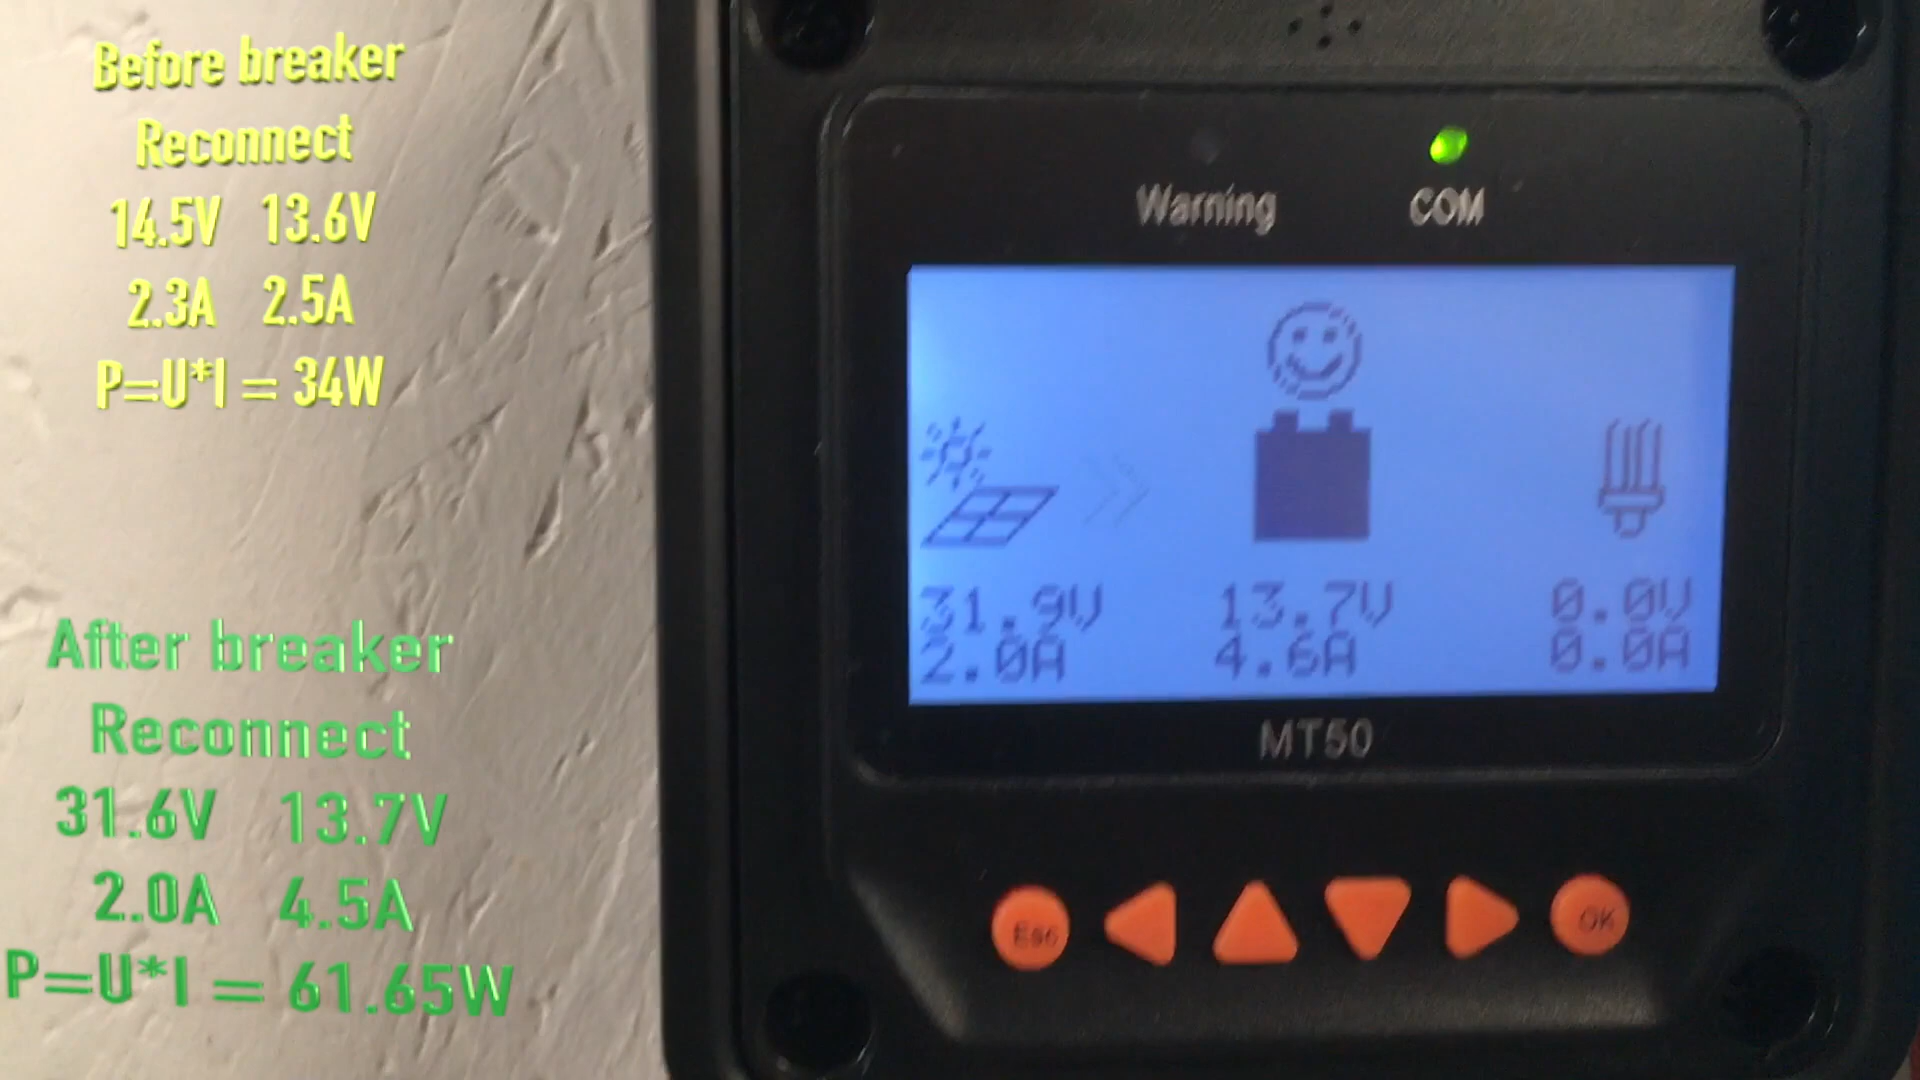 Before breaker
Reconnect
14.5V 13.6V
2.3A 2.5A
P=U*I = 34W
After breaker
Reconnect
31.6V 13.7V
2.0A 4.5A
P=U*I = 61.65W
Warning COM
31.9V 13.7V 0.0V
2.0A 4.6A 0.0A
MT50
Esc OK